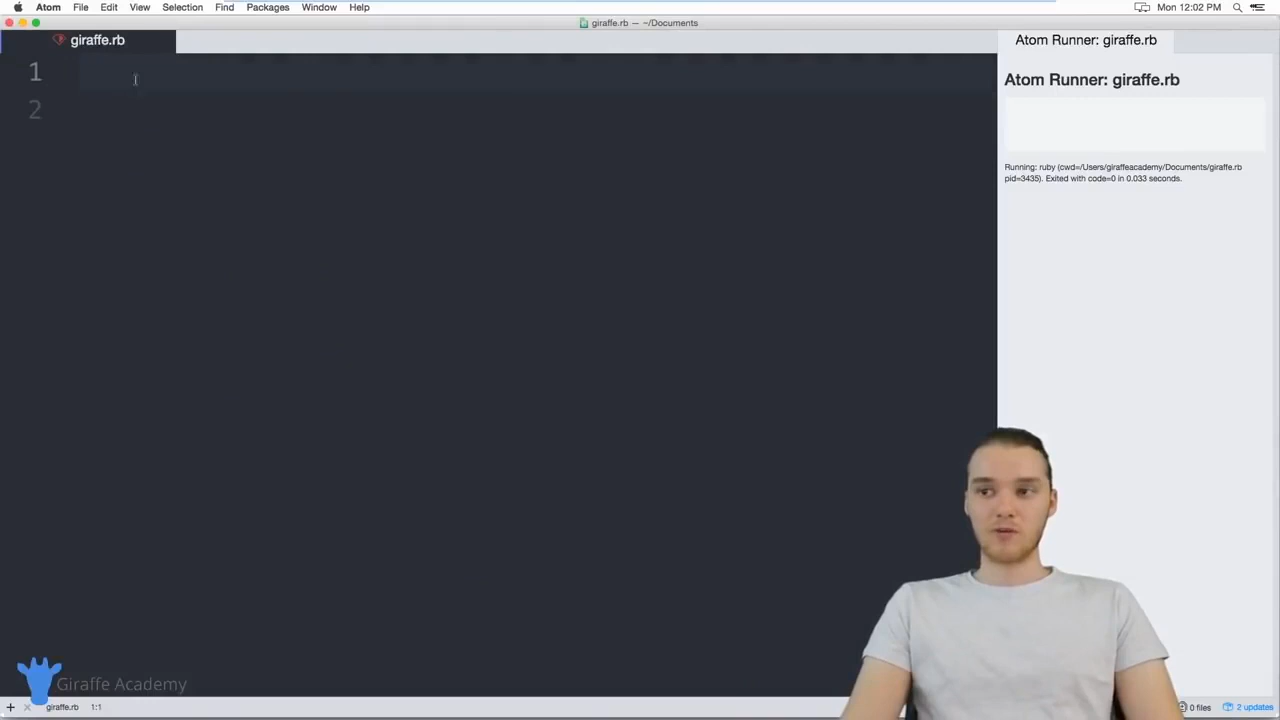 Atom File Edit View Selection Find Packages Window Help Mon 12:02 PM
giraffe.rb — ~/Documents
giraffe.rb
Atom Runner: giraffe.rb
1
2
Atom Runner: giraffe.rb
Running: ruby (cwd=/Users/giraffeacademy/Documents/giraffe.rb
pid=3435). Exited with code=0 in 0.033 seconds.
Giraffe Academy
giraffe.rb 1:1 0 files 2 updates